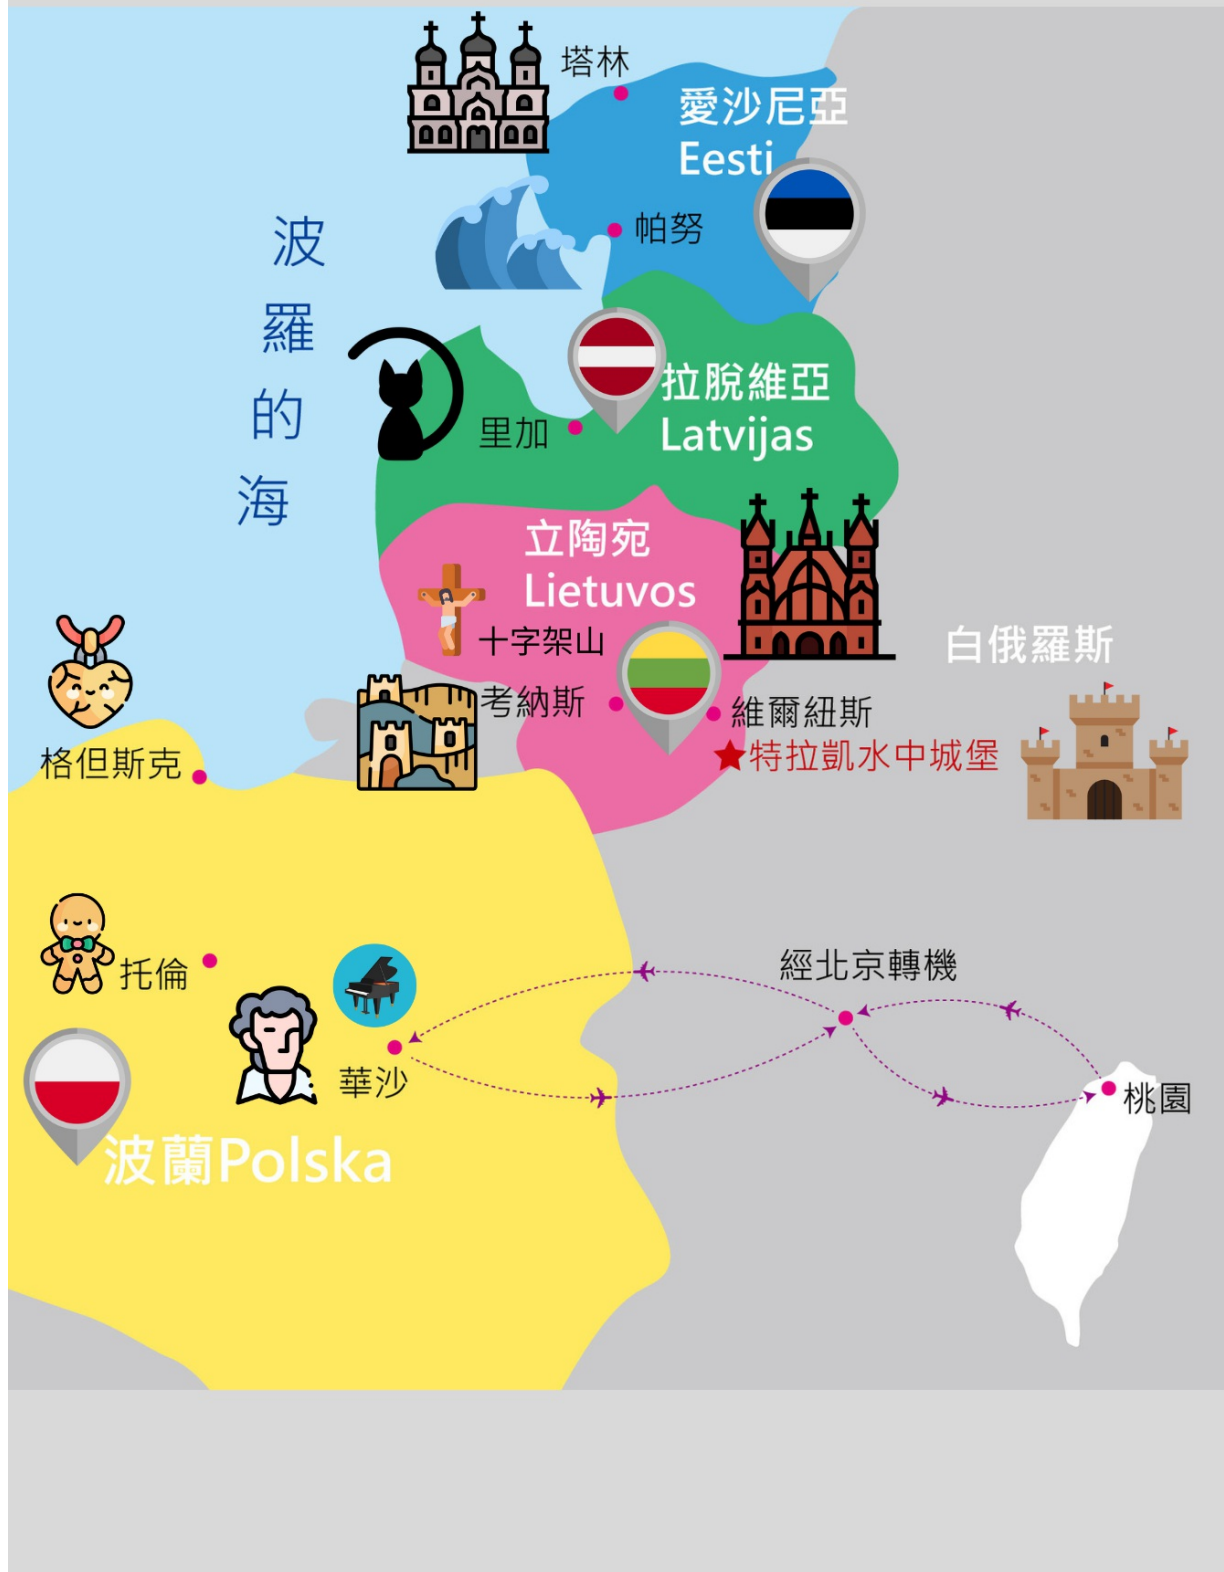 塔林
愛沙尼亞
Eesti
帕努
波羅的海
拉脫維亞
Latvijas
里加
立陶宛
Lietuvos
十字架山
白俄羅斯
考納斯
維爾紐斯
特拉凱水中城堡
格但斯克
托倫
華沙
經北京轉機
桃園
波蘭Polska